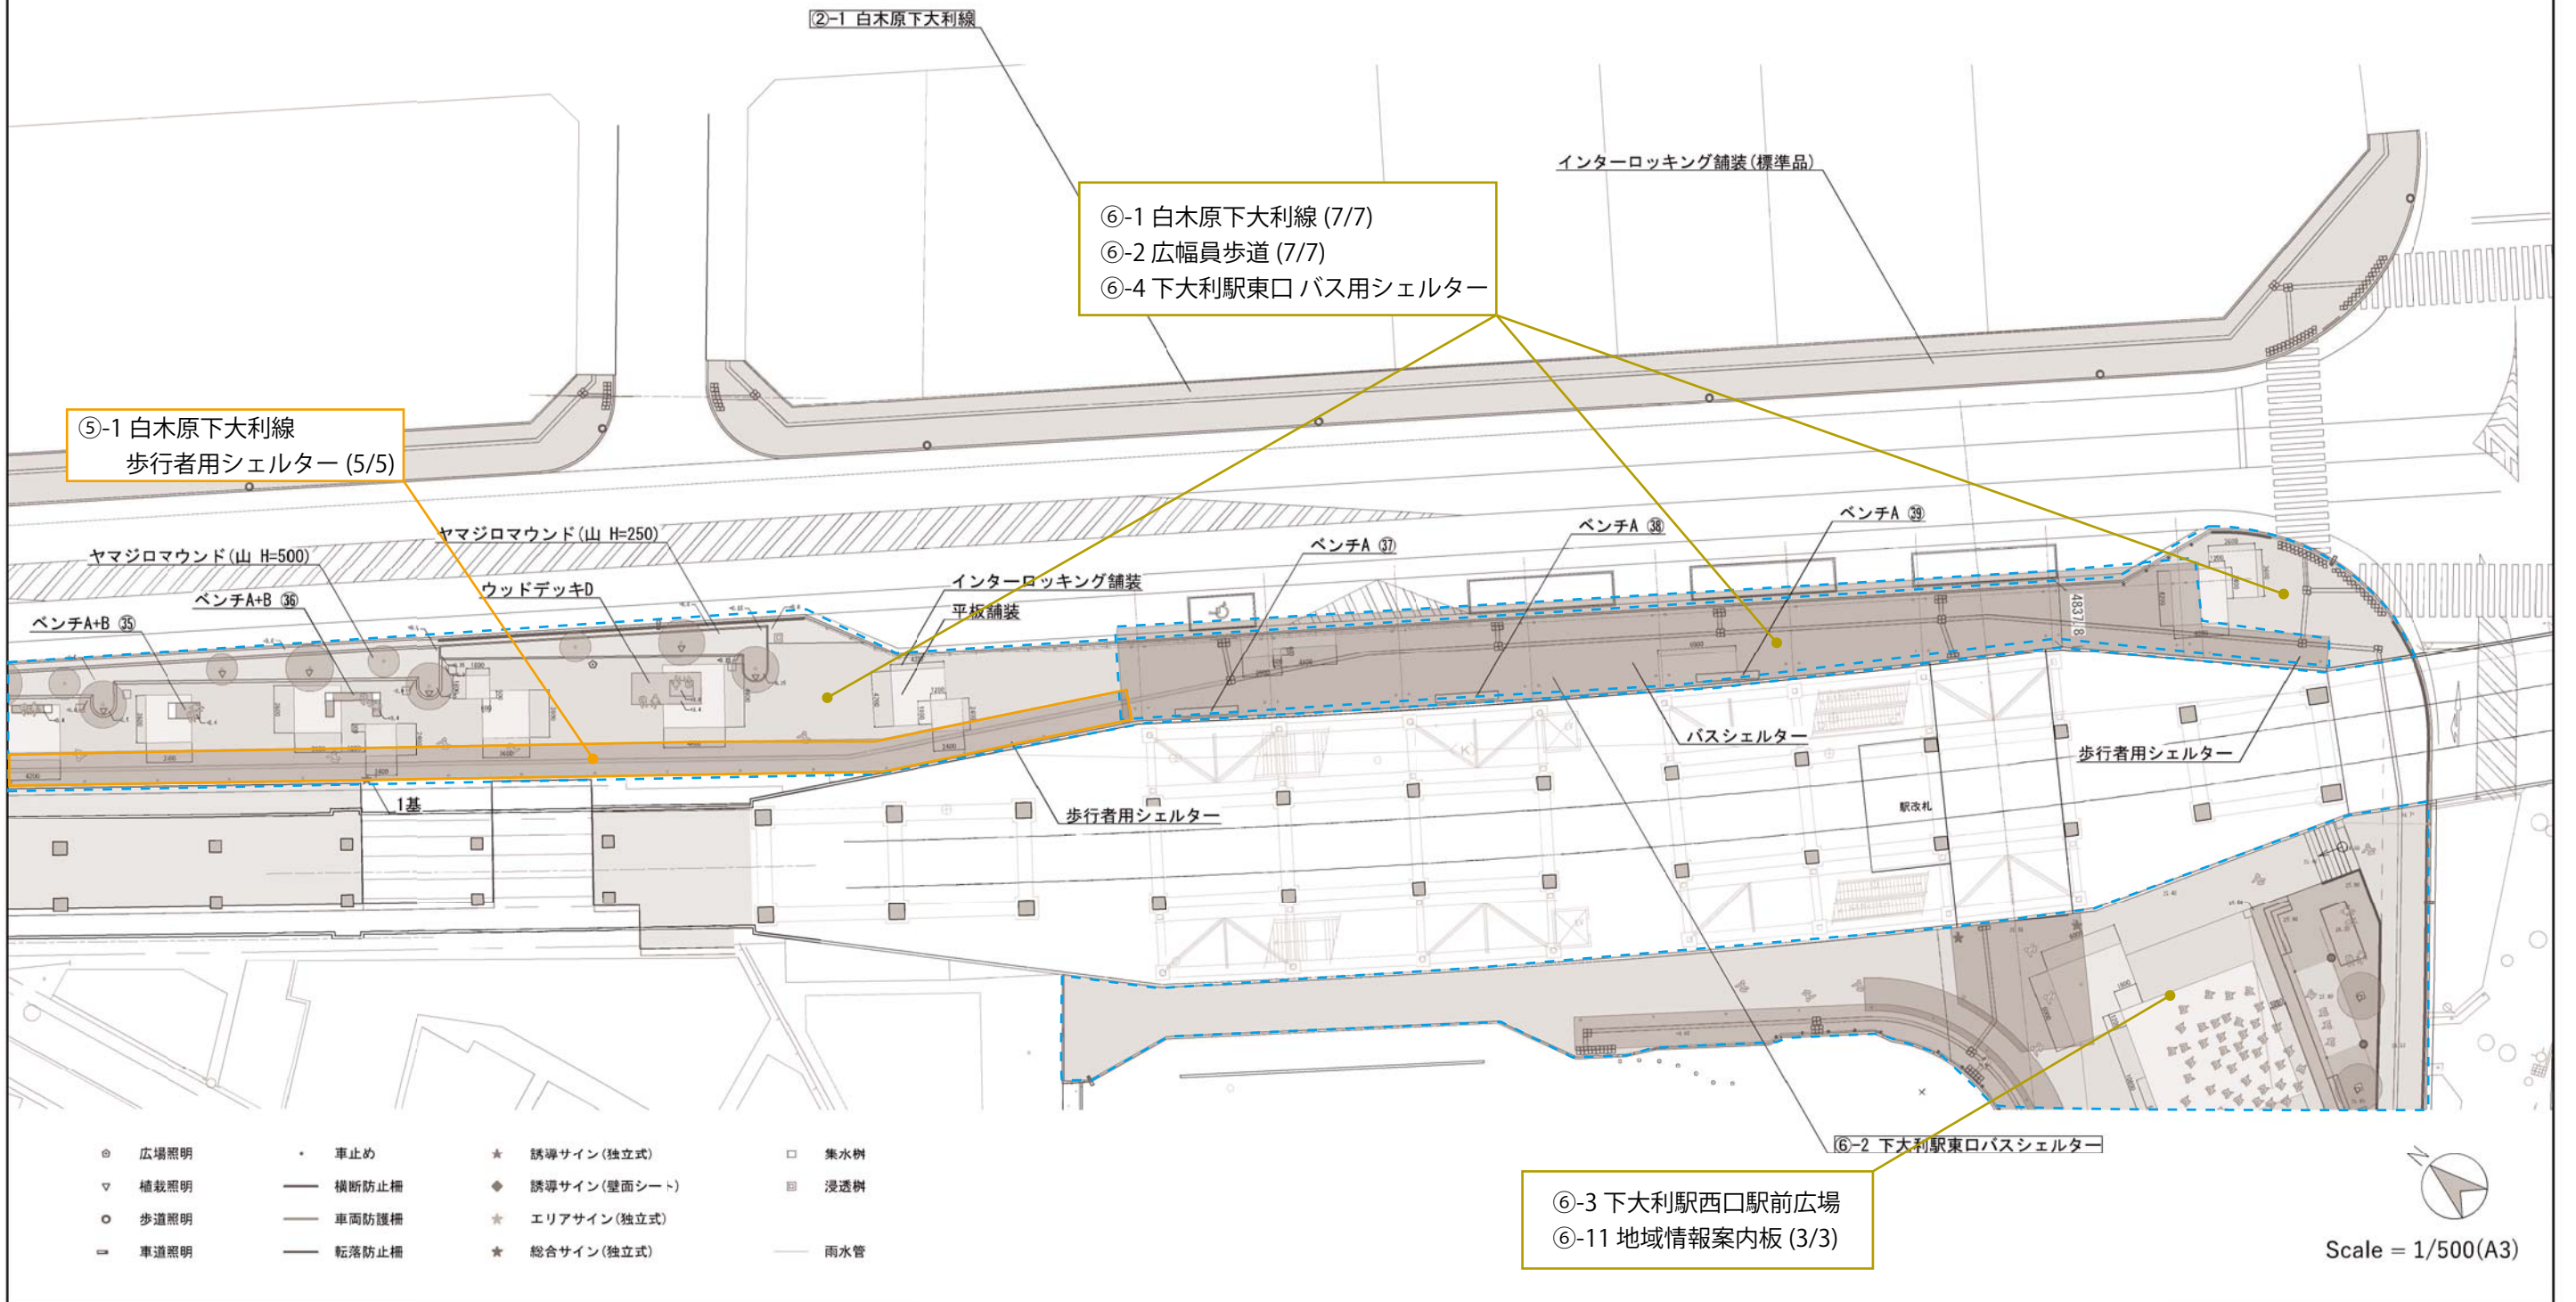 ②-1 白木原下大利線
インターロッキング舗装(標準品)
⑥-1 白木原下大利線 (7/7)
⑥-2 広幅員歩道 (7/7)
⑥-4 下大利駅東口 バス用シェルター
⑤-1 白木原下大利線
歩行者用シェルター (5/5)
ヤマジロマウンド(山 H=500)
ヤマジロマウンド(山 H=250)
ベンチA+B ㉟
ベンチA+B ㊱
ウッドデッキD
インターロッキング舗装
平板舗装
ベンチA ㊲
ベンチA ㊳
ベンチA ㊴
4837.8
バスシェルター
歩行者用シェルター
歩行者用シェルター
1基
駅改札
⑥-2 下大利駅東口バスシェルター
⑥-3 下大利駅西口駅前広場
⑥-11 地域情報案内板 (3/3)
広場照明
植栽照明
歩道照明
車道照明
車止め
横断防止柵
車両防護柵
転落防止柵
誘導サイン(独立式)
誘導サイン(壁面シート)
エリアサイン(独立式)
総合サイン(独立式)
集水桝
浸透桝
雨水管
N
Scale = 1/500(A3)